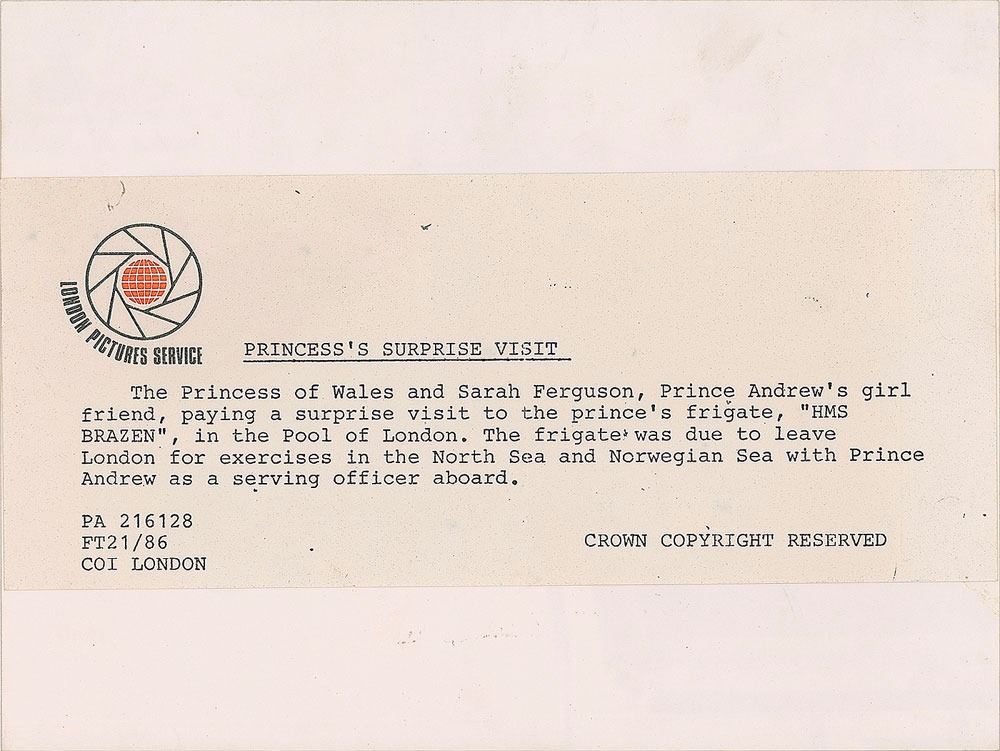 LONDON PICTURES SERVICE
PRINCESS'S SURPRISE VISIT
The Princess of Wales and Sarah Ferguson, Prince Andrew's girl
friend, paying a surprise visit to the prince's frigate, "HMS
BRAZEN", in the Pool of London. The frigate was due to leave
London for exercises in the North Sea and Norwegian Sea with Prince
Andrew as a serving officer aboard.
PA 216128
FT21/86
COI LONDON
CROWN COPYRIGHT RESERVED